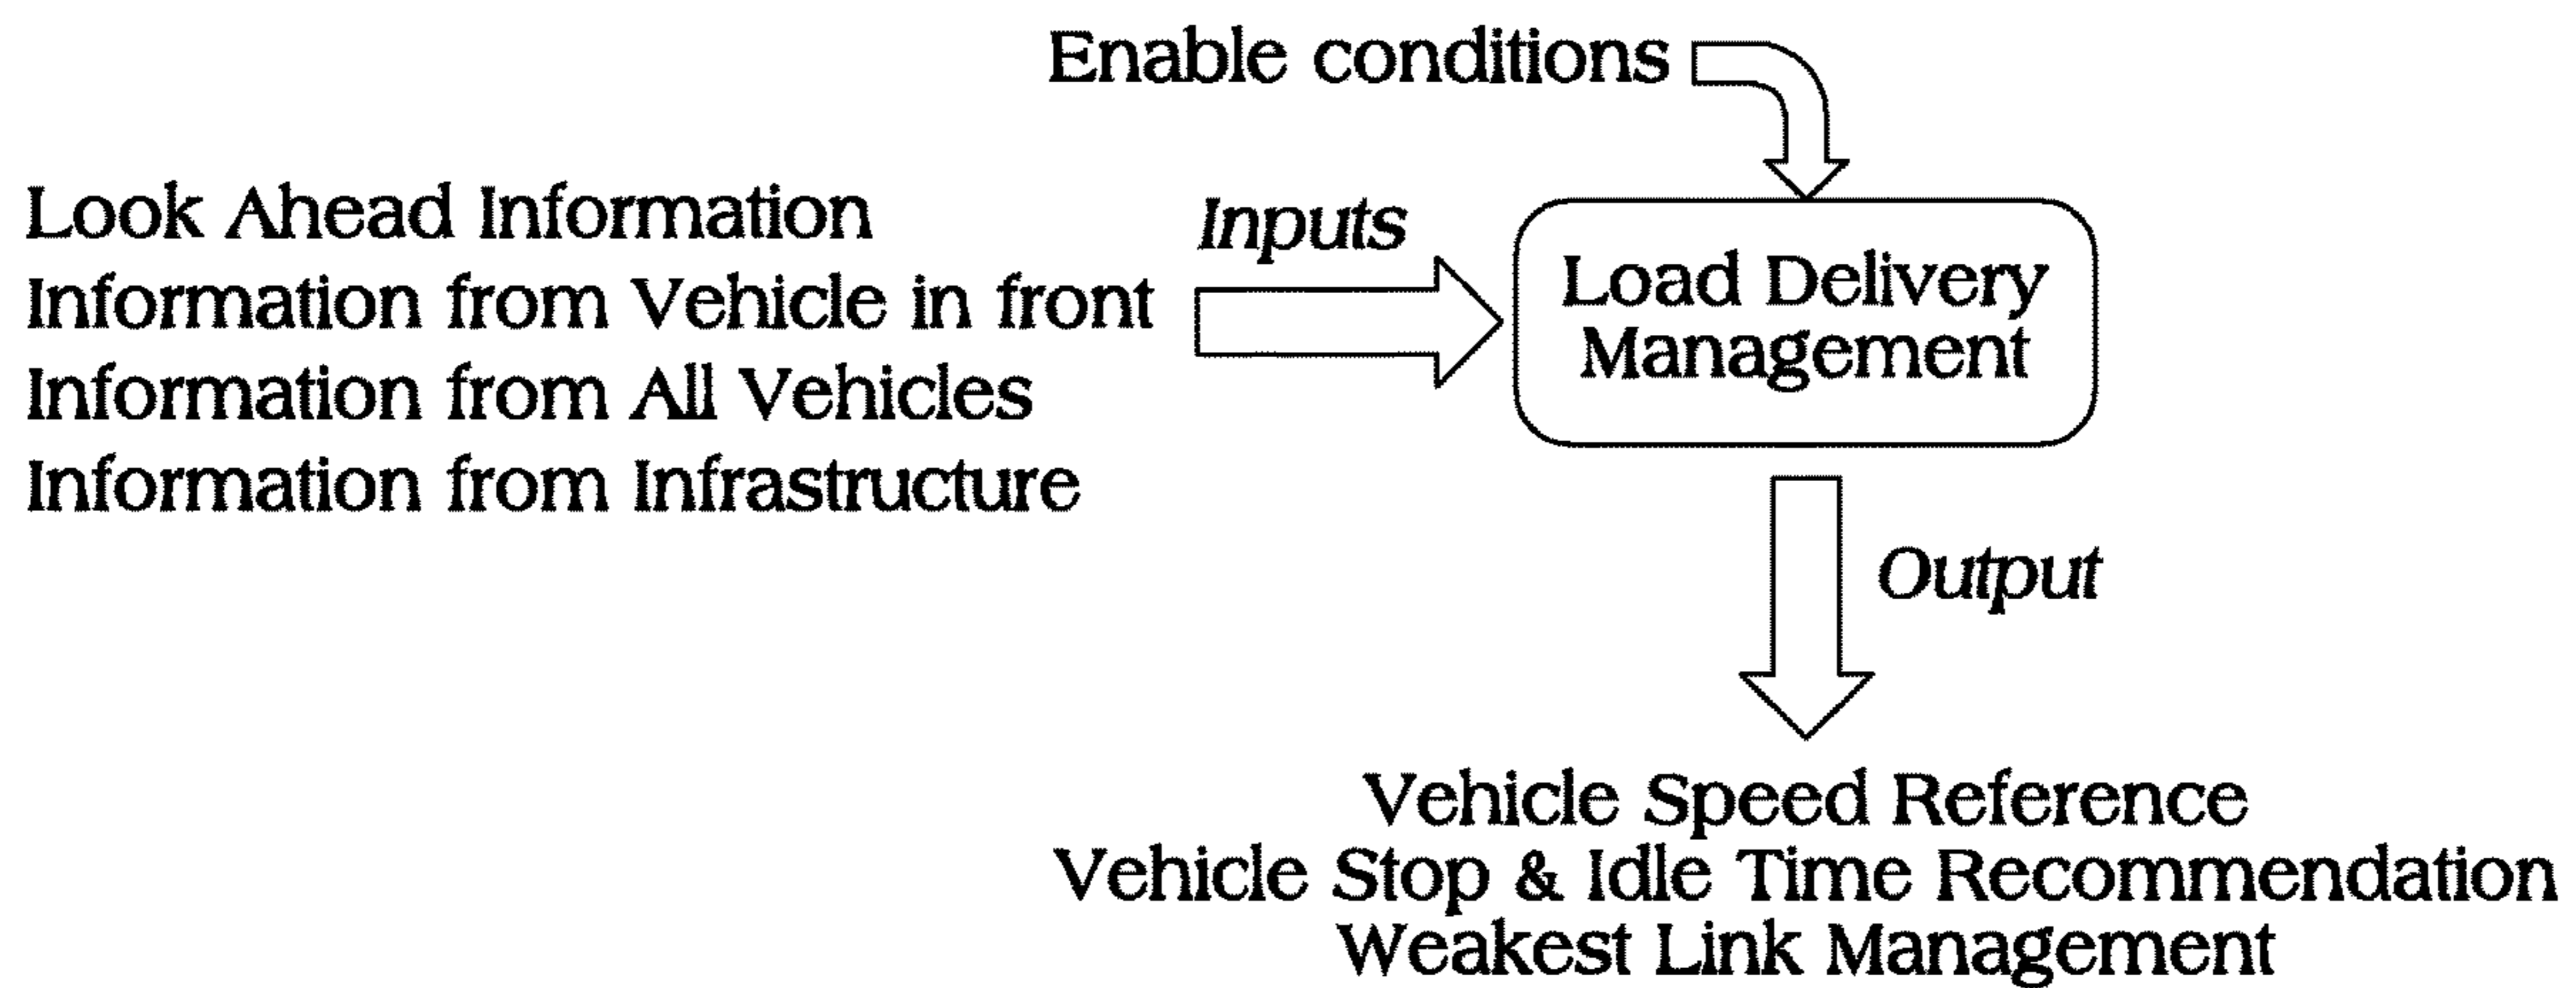 Enable conditions
Look Ahead Information
Information from Vehicle in front
Information from All Vehicles
Information from Infrastructure
Inputs
Load Delivery
Management
Output
Vehicle Speed Reference
Vehicle Stop & Idle Time Recommendation
Weakest Link Management